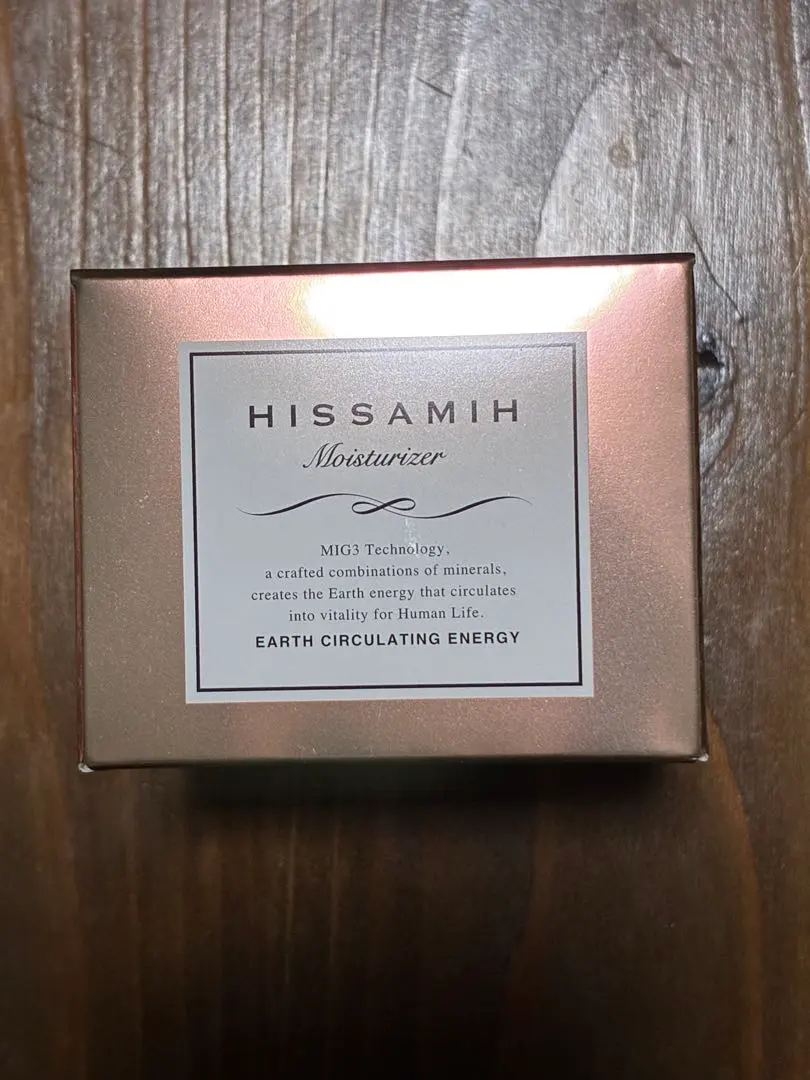 HISSAMIH
Moisturizer
MIG3 Technology,
a crafted combinations of minerals,
creates the Earth energy that circulates
into vitality for Human Life.
EARTH CIRCULATING ENERGY